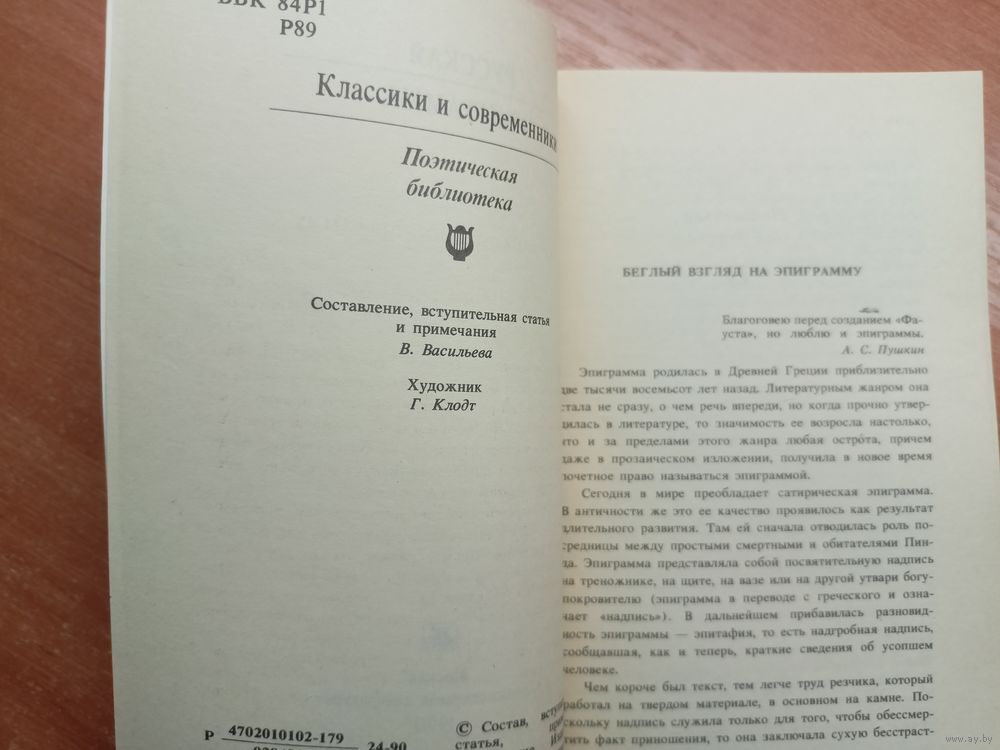 ББК 84Р1
Р89
Классики и современники
Поэтическая
библиотека
Составление, вступительная статья
и примечания
В. Васильева
Художник
Г. Клодт
Р 4702010102-179
24-90
© Состав, вступ
статья,
БЕГЛЫЙ ВЗГЛЯД НА ЭПИГРАММУ
Благоговею перед созданием «Фа-
уста», но люблю и эпиграммы.
А. С. Пушкин
Эпиграмма родилась в Древней Греции приблизительно
две тысячи восемьсот лет назад. Литературным жанром она
стала не сразу, о чем речь впереди, но когда прочно утвер-
дилась в литературе, то значимость ее возросла настолько,
что и за пределами этого жанра любая острота, причем
даже в прозаическом изложении, получила в новое время
почетное право называться эпиграммой.
Сегодня в мире преобладает сатирическая эпиграмма.
В античности же это ее качество проявилось как результат
длительного развития. Там ей сначала отводилась роль по-
средницы между простыми смертными и обитателями Пин-
да. Эпиграмма представляла собой посвятительную надпись
на треножнике, на щите, на вазе или на другой утвари богу-
покровителю (эпиграмма в переводе с греческого и озна-
чает «надпись»). В дальнейшем прибавилась разновид-
ность эпиграммы — эпитафия, то есть надгробная надпись,
сообщавшая, как и теперь, краткие сведения об усопшем
человеке.
Чем короче был текст, тем легче труд резчика, который
работал на твердом материале, в основном на камне. По-
скольку надпись служила только для того, чтобы обессмер-
тить факт приношения, то она заключала сухую бесстраст-
www.ay.by